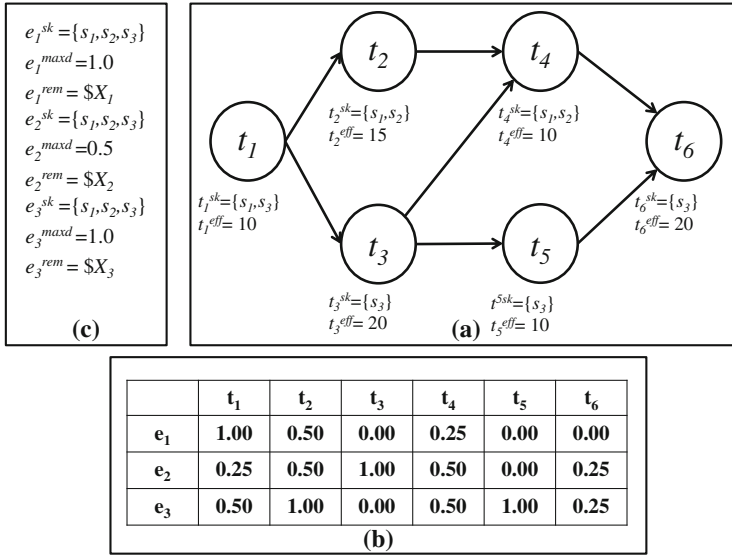 e₁ˢᵏ={s₁,s₂,s₃}
e₁ᵐᵃˣᵈ=1.0
e₁ʳᵉᵐ = $X₁
e₂ˢᵏ={s₁,s₂,s₃}
e₂ᵐᵃˣᵈ=0.5
e₂ʳᵉᵐ = $X₂
e₃ˢᵏ={s₁,s₂,s₃}
e₃ᵐᵃˣᵈ=1.0
e₃ʳᵉᵐ = $X₃
(c)
t₁
t₁ˢᵏ={s₁,s₃}
t₁ᵉᶠᶠ= 10
t₂
t₂ˢᵏ={s₁,s₂}
t₂ᵉᶠᶠ= 15
t₃
t₃ˢᵏ={s₃}
t₃ᵉᶠᶠ= 20
t₄
t₄ˢᵏ={s₁,s₂}
t₄ᵉᶠᶠ= 10
t₅
t⁵ˢᵏ={s₃}
t₅ᵉᶠᶠ= 10
t₆
t₆ˢᵏ={s₃}
t₆ᵉᶠᶠ= 20
(a)
t₁ t₂ t₃ t₄ t₅ t₆
e₁ 1.00 0.50 0.00 0.25 0.00 0.00
e₂ 0.25 0.50 1.00 0.50 0.00 0.25
e₃ 0.50 1.00 0.00 0.50 1.00 0.25
(b)